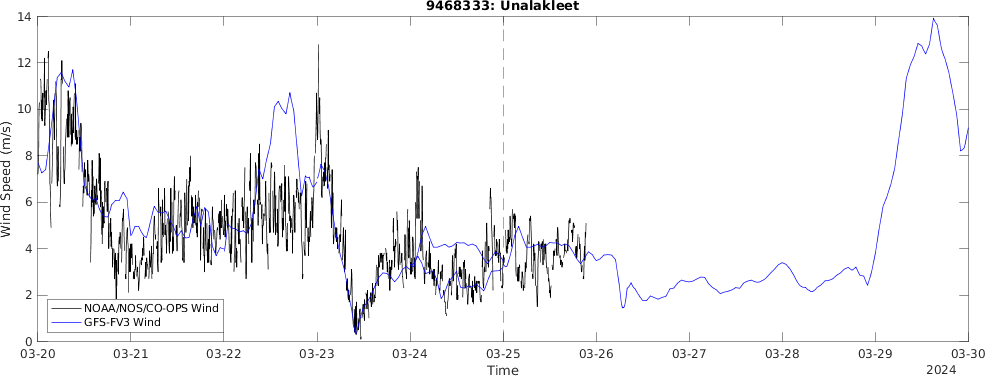 9468333: Unalakleet
Wind Speed (m/s)
14
12
10
8
6
4
2
0
NOAA/NOS/CO-OPS Wind
GFS-FV3 Wind
03-20 03-21 03-22 03-23 03-24 03-25 03-26 03-27 03-28 03-29 03-30
Time
2024